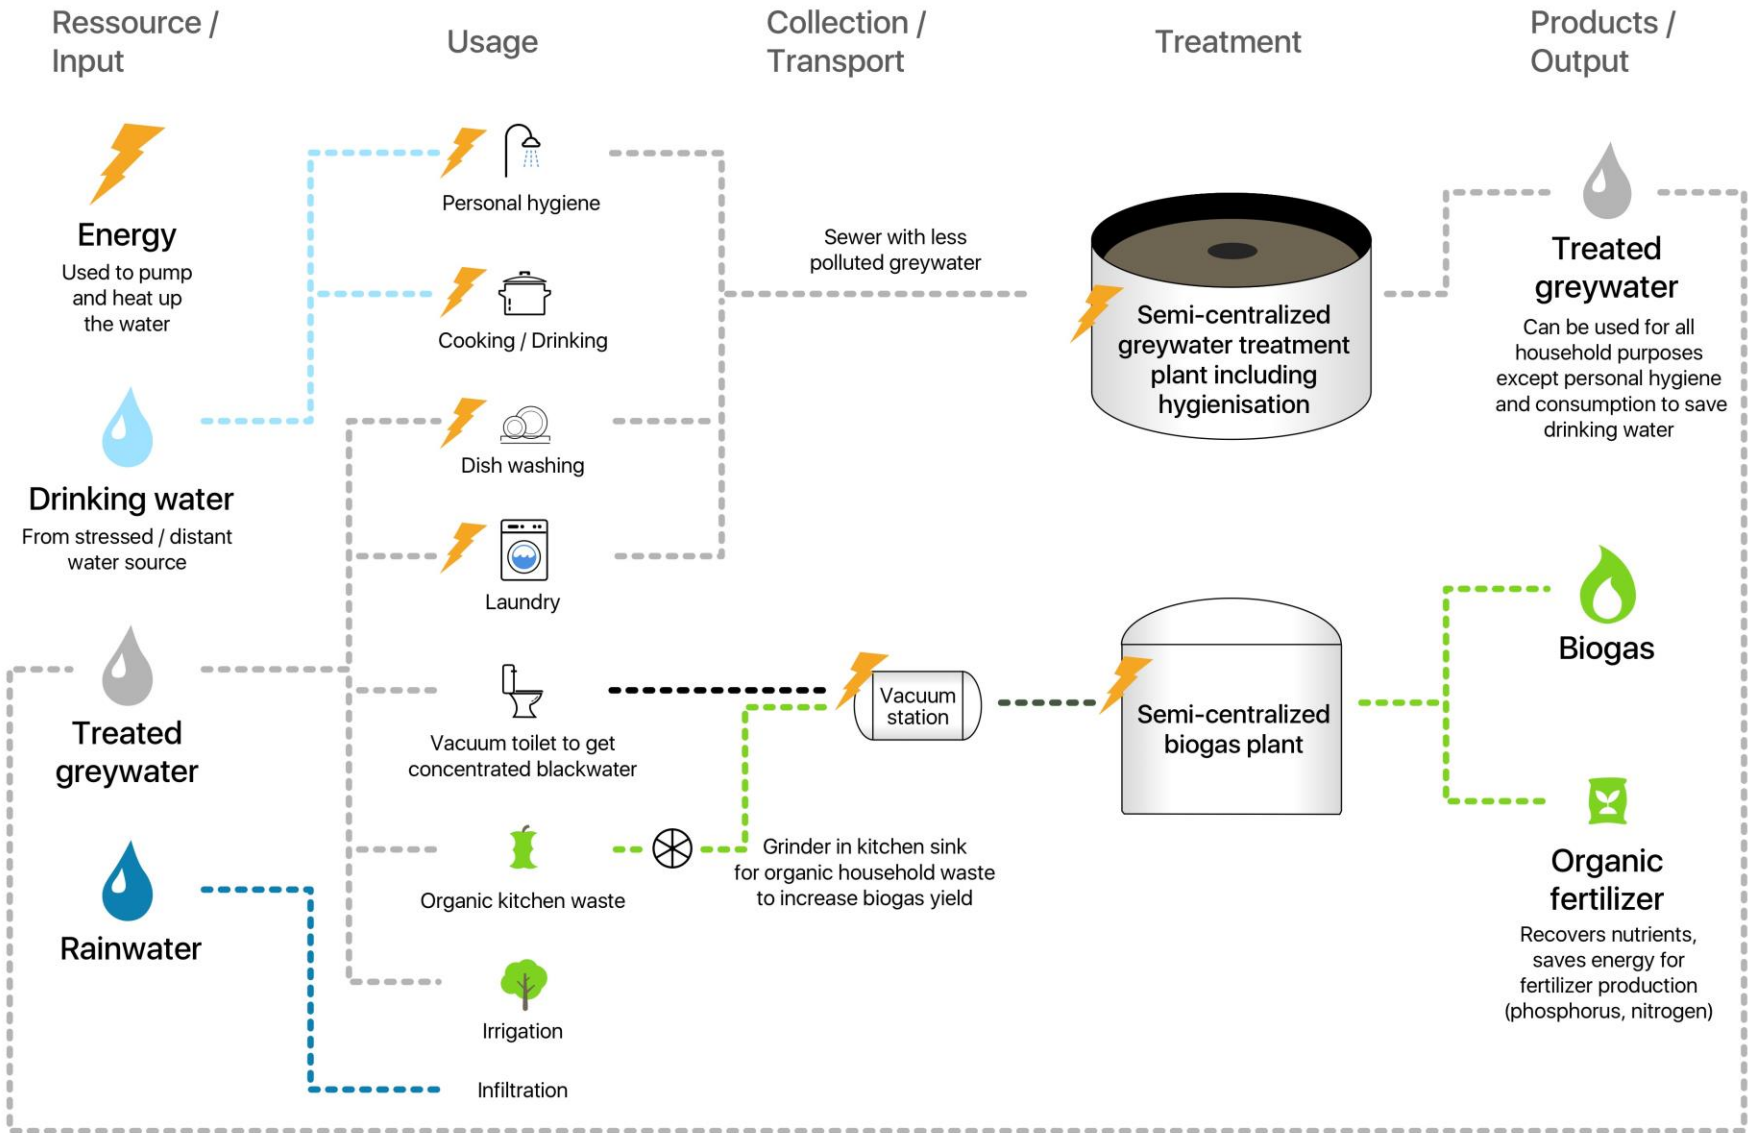 Ressource /
Input
Usage
Collection /
Transport
Treatment
Products /
Output
Energy
Used to pump
and heat up
the water
Drinking water
From stressed / distant
water source
Treated
greywater
Rainwater
Personal hygiene
Cooking / Drinking
Dish washing
Laundry
Vacuum toilet to get
concentrated blackwater
Organic kitchen waste
Irrigation
Infiltration
Sewer with less
polluted greywater
Vacuum
station
Grinder in kitchen sink
for organic household waste
to increase biogas yield
Semi-centralized
greywater treatment
plant including
hygienisation
Semi-centralized
biogas plant
Treated
greywater
Can be used for all
household purposes
except personal hygiene
and consumption to save
drinking water
Biogas
Organic
fertilizer
Recovers nutrients,
saves energy for
fertilizer production
(phosphorus, nitrogen)